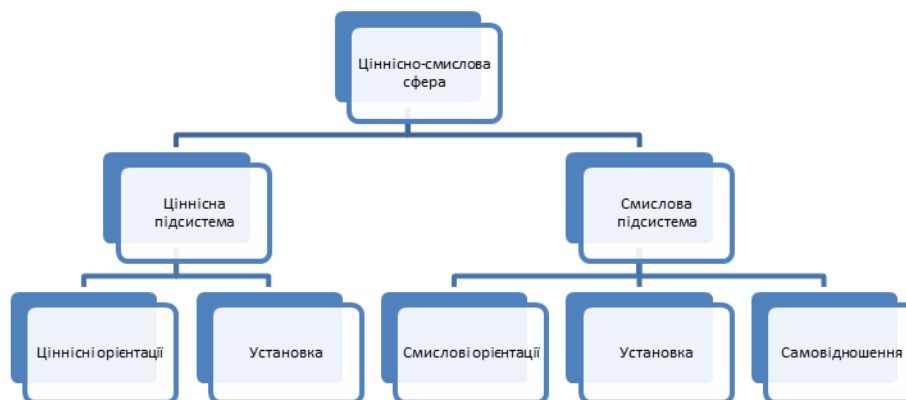 Ціннісно-смислова
сфера
Ціннісна
підсистема
Смислова
підсистема
Ціннісні орієнтації
Установка
Смислові орієнтації
Установка
Самовідношення